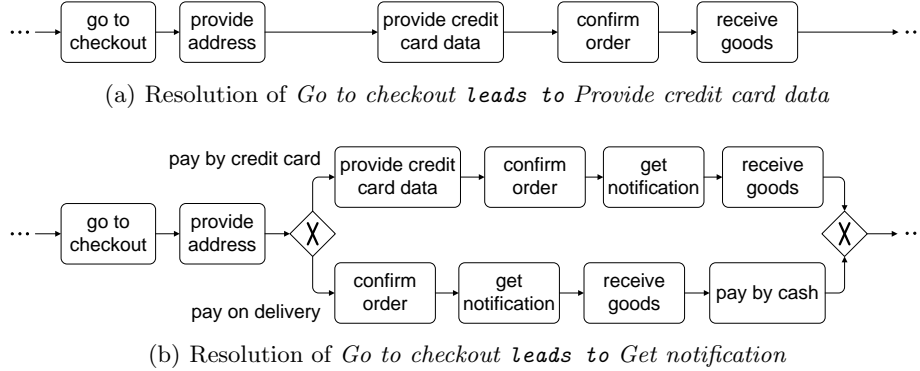 ... go to checkout provide address provide credit card data confirm order receive goods ..
(a) Resolution of Go to checkout leads to Provide credit card data
pay by credit card provide credit card data confirm order get notification receive goods
... go to checkout provide address X X ..
pay on delivery confirm order get notification receive goods pay by cash
(b) Resolution of Go to checkout leads to Get notification